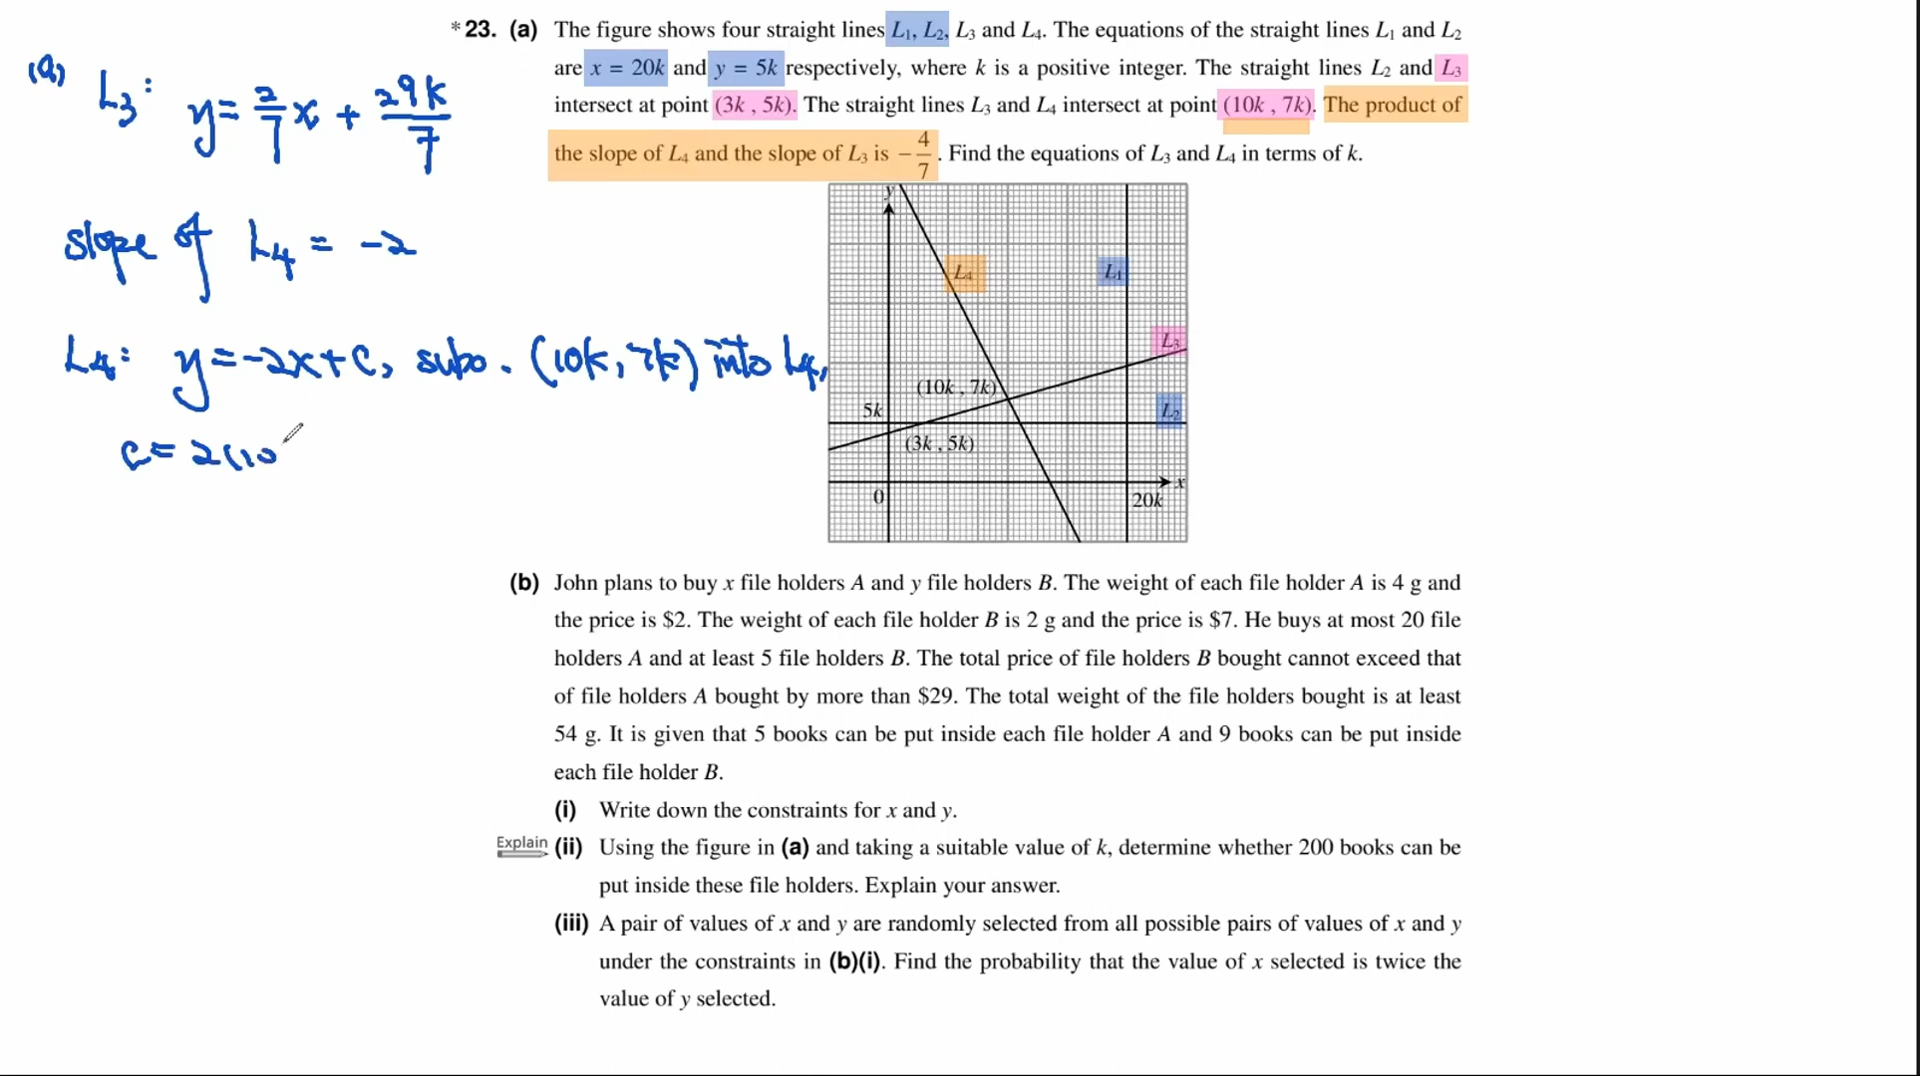 *23. (a) The figure shows four straight lines L₁, L₂, L₃ and L₄. The equations of the straight lines L₁ and L₂
are x = 20k and y = 5k respectively, where k is a positive integer. The straight lines L₂ and L₃
intersect at point (3k , 5k). The straight lines L₃ and L₄ intersect at point (10k , 7k). The product of
the slope of L₄ and the slope of L₃ is −4/7. Find the equations of L₃ and L₄ in terms of k.
(a) L₃: y = 2/7 x + 29k/7
slope of L₄ = -2
L₄: y = -2x + c, sub. (10k, 7k) into L₄,
c = 2(10
y
L₄
L₁
L₃
(10k , 7k)
5k
L₂
(3k , 5k)
x
0
20k
(b) John plans to buy x file holders A and y file holders B. The weight of each file holder A is 4 g and
the price is $2. The weight of each file holder B is 2 g and the price is $7. He buys at most 20 file
holders A and at least 5 file holders B. The total price of file holders B bought cannot exceed that
of file holders A bought by more than $29. The total weight of the file holders bought is at least
54 g. It is given that 5 books can be put inside each file holder A and 9 books can be put inside
each file holder B.
(i) Write down the constraints for x and y.
Explain (ii) Using the figure in (a) and taking a suitable value of k, determine whether 200 books can be
put inside these file holders. Explain your answer.
(iii) A pair of values of x and y are randomly selected from all possible pairs of values of x and y
under the constraints in (b)(i). Find the probability that the value of x selected is twice the
value of y selected.